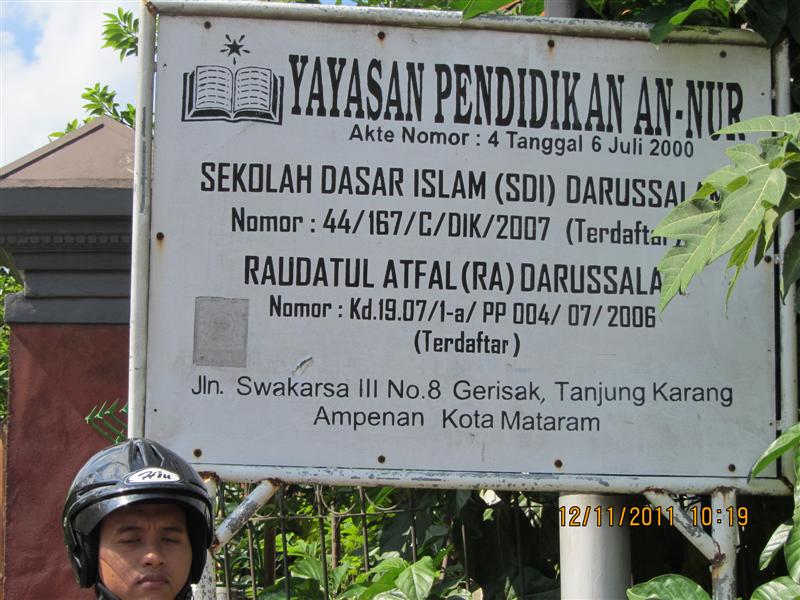 YAYASAN PENDIDIKAN AN-NUR
Akte Nomor : 4 Tanggal 6 Juli 2000
SEKOLAH DASAR ISLAM (SDI) DARUSSALA
Nomor : 44/167/C/DIK/2007 (Terdaftar)
RAUDATUL ATFAL (RA) DARUSSALA
Nomor : Kd.19.07/1-a/ PP 004/ 07/ 2006
(Terdaftar)
Jln. Swakarsa III No.8 Gerisak, Tanjung Karang
Ampenan Kota Mataram
12/11/2011 10:19